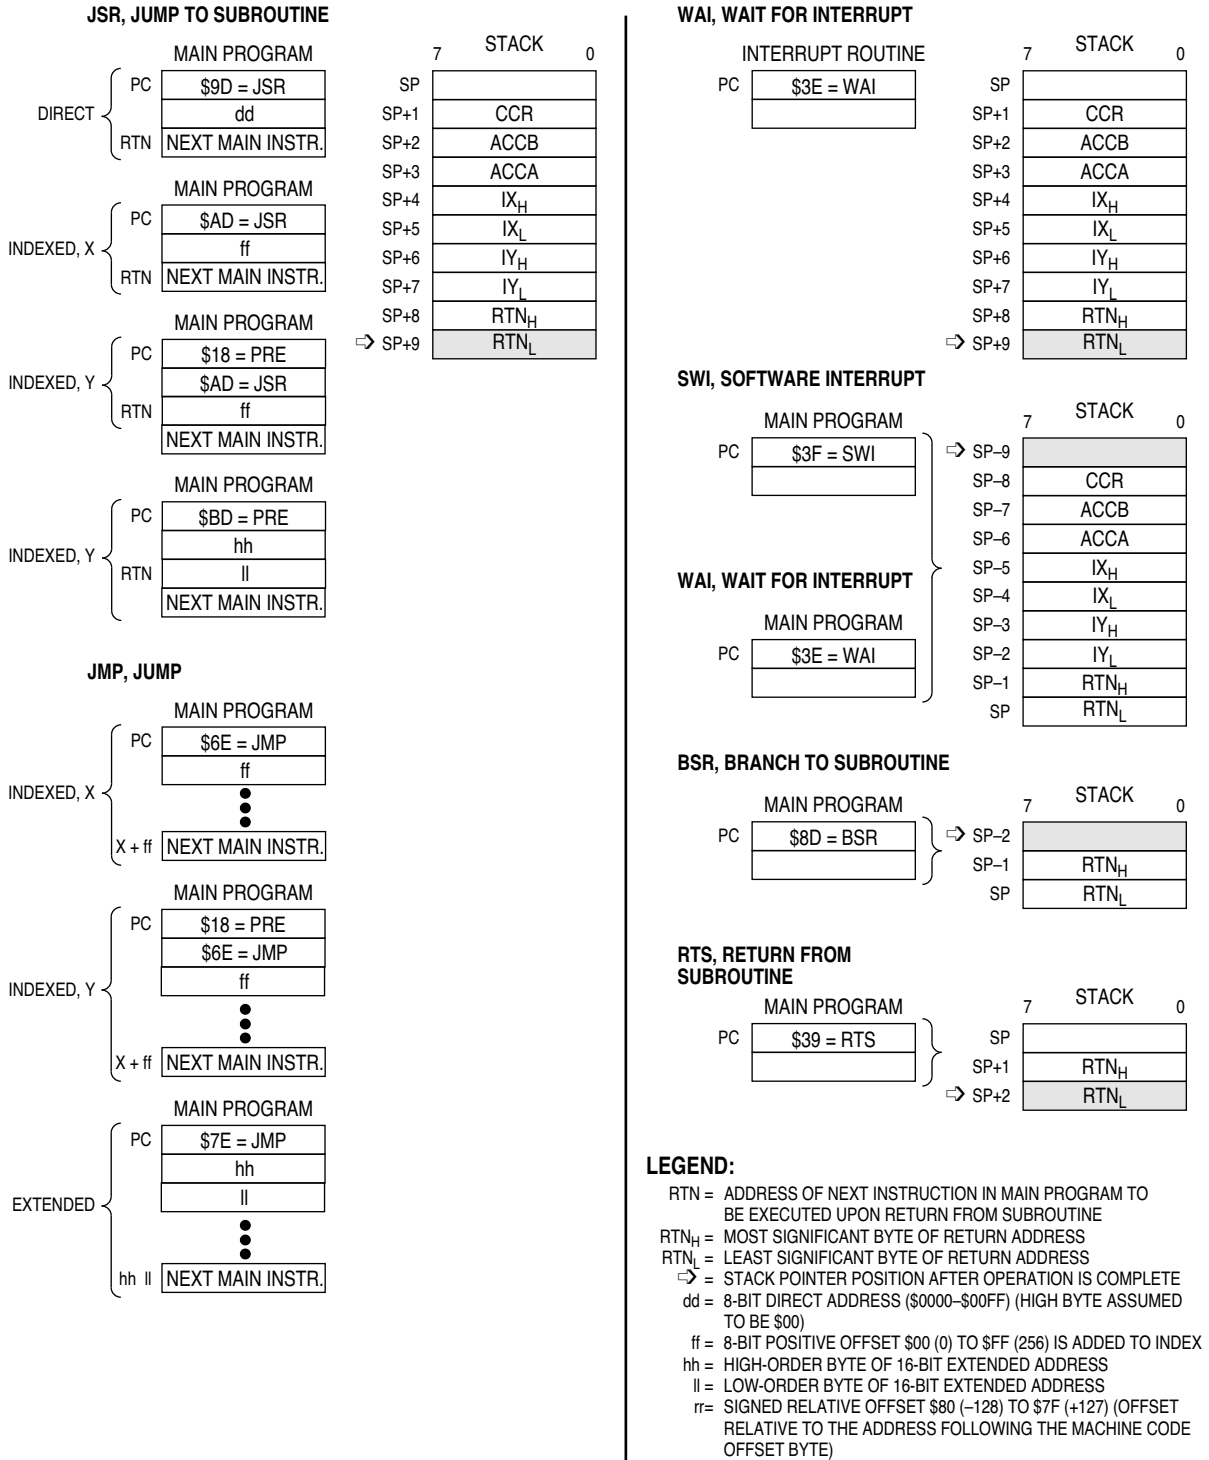 JSR, JUMP TO SUBROUTINE
MAIN PROGRAM
DIRECT
PC $9D = JSR
dd
RTN NEXT MAIN INSTR.
MAIN PROGRAM
INDEXED, X
PC $AD = JSR
ff
RTN NEXT MAIN INSTR.
MAIN PROGRAM
INDEXED, Y
PC $18 = PRE
$AD = JSR
RTN ff
NEXT MAIN INSTR.
MAIN PROGRAM
INDEXED, Y
PC $BD = PRE
hh
RTN ll
NEXT MAIN INSTR.
7 STACK 0
SP
SP+1 CCR
SP+2 ACCB
SP+3 ACCA
SP+4 IXH
SP+5 IXL
SP+6 IYH
SP+7 IYL
SP+8 RTNH
SP+9 RTNL
JMP, JUMP
MAIN PROGRAM
INDEXED, X
PC $6E = JMP
ff
X + ff NEXT MAIN INSTR.
MAIN PROGRAM
INDEXED, Y
PC $18 = PRE
$6E = JMP
ff
X + ff NEXT MAIN INSTR.
MAIN PROGRAM
EXTENDED
PC $7E = JMP
hh
ll
hh ll NEXT MAIN INSTR.
WAI, WAIT FOR INTERRUPT
INTERRUPT ROUTINE
PC $3E = WAI
7 STACK 0
SP
SP+1 CCR
SP+2 ACCB
SP+3 ACCA
SP+4 IXH
SP+5 IXL
SP+6 IYH
SP+7 IYL
SP+8 RTNH
SP+9 RTNL
SWI, SOFTWARE INTERRUPT
MAIN PROGRAM
PC $3F = SWI
WAI, WAIT FOR INTERRUPT
MAIN PROGRAM
PC $3E = WAI
7 STACK 0
SP–9
SP–8 CCR
SP–7 ACCB
SP–6 ACCA
SP–5 IXH
SP–4 IXL
SP–3 IYH
SP–2 IYL
SP–1 RTNH
SP RTNL
BSR, BRANCH TO SUBROUTINE
MAIN PROGRAM
PC $8D = BSR
7 STACK 0
SP–2
SP–1 RTNH
SP RTNL
RTS, RETURN FROM
SUBROUTINE
MAIN PROGRAM
PC $39 = RTS
7 STACK 0
SP
SP+1 RTNH
SP+2 RTNL
LEGEND:
RTN = ADDRESS OF NEXT INSTRUCTION IN MAIN PROGRAM TO
BE EXECUTED UPON RETURN FROM SUBROUTINE
RTNH = MOST SIGNIFICANT BYTE OF RETURN ADDRESS
RTNL = LEAST SIGNIFICANT BYTE OF RETURN ADDRESS
➩ = STACK POINTER POSITION AFTER OPERATION IS COMPLETE
dd = 8-BIT DIRECT ADDRESS ($0000–$00FF) (HIGH BYTE ASSUMED
TO BE $00)
ff = 8-BIT POSITIVE OFFSET $00 (0) TO $FF (256) IS ADDED TO INDEX
hh = HIGH-ORDER BYTE OF 16-BIT EXTENDED ADDRESS
ll = LOW-ORDER BYTE OF 16-BIT EXTENDED ADDRESS
rr= SIGNED RELATIVE OFFSET $80 (–128) TO $7F (+127) (OFFSET
RELATIVE TO THE ADDRESS FOLLOWING THE MACHINE CODE
OFFSET BYTE)